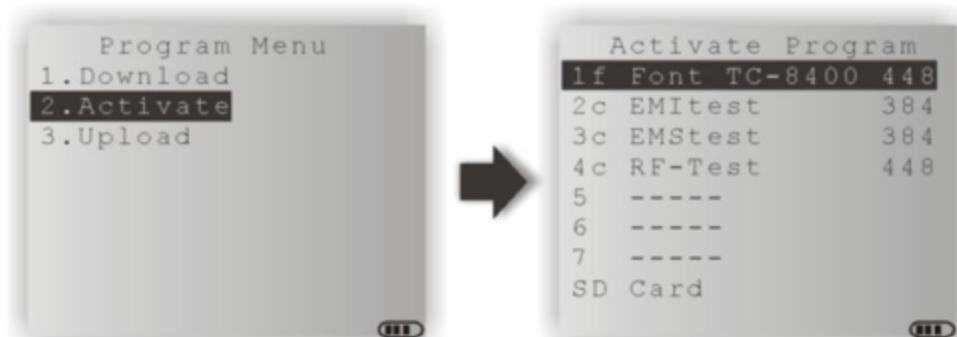 Program Menu
1.Download
2.Activate
3.Upload
Activate Program
1f Font TC-8400 448
2c EMItest 384
3c EMStest 384
4c RF-Test 448
5 -----
6 -----
7 -----
SD Card